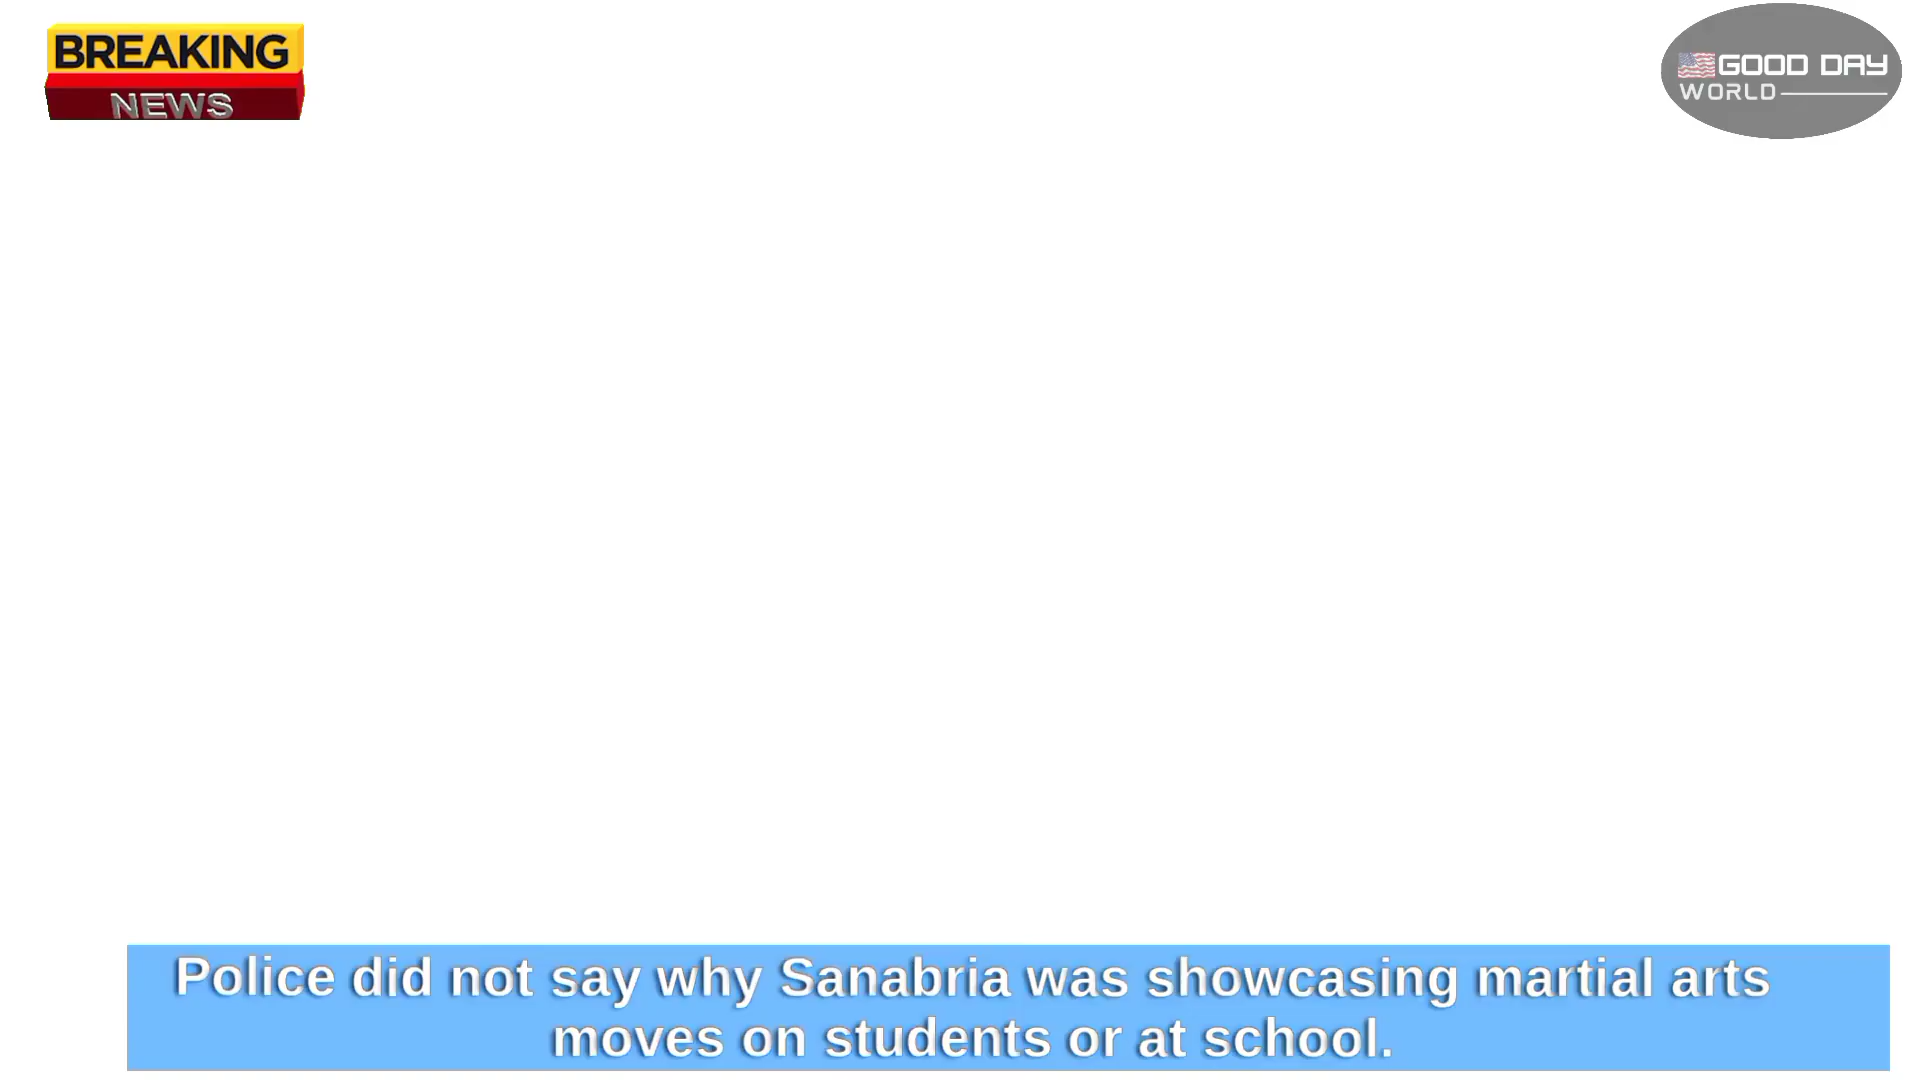 BREAKING
NEWS
GOOD DAY
WORLD
Police did not say why Sanabria was showcasing martial arts
moves on students or at school.